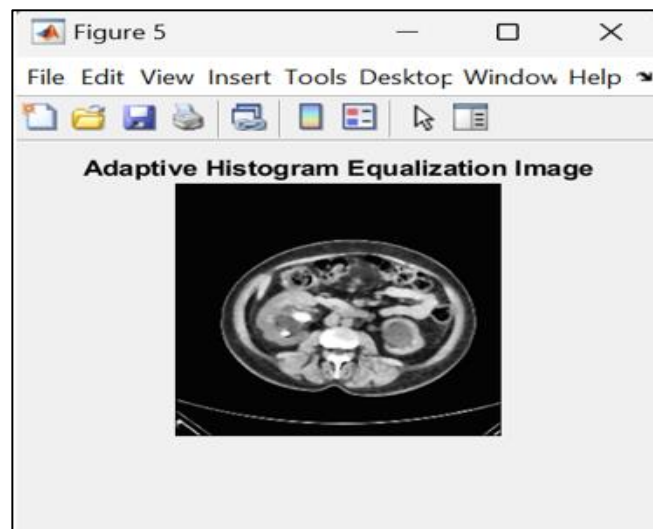 Figure 5
File Edit View Insert Tools Desktop Window Help
Adaptive Histogram Equalization Image